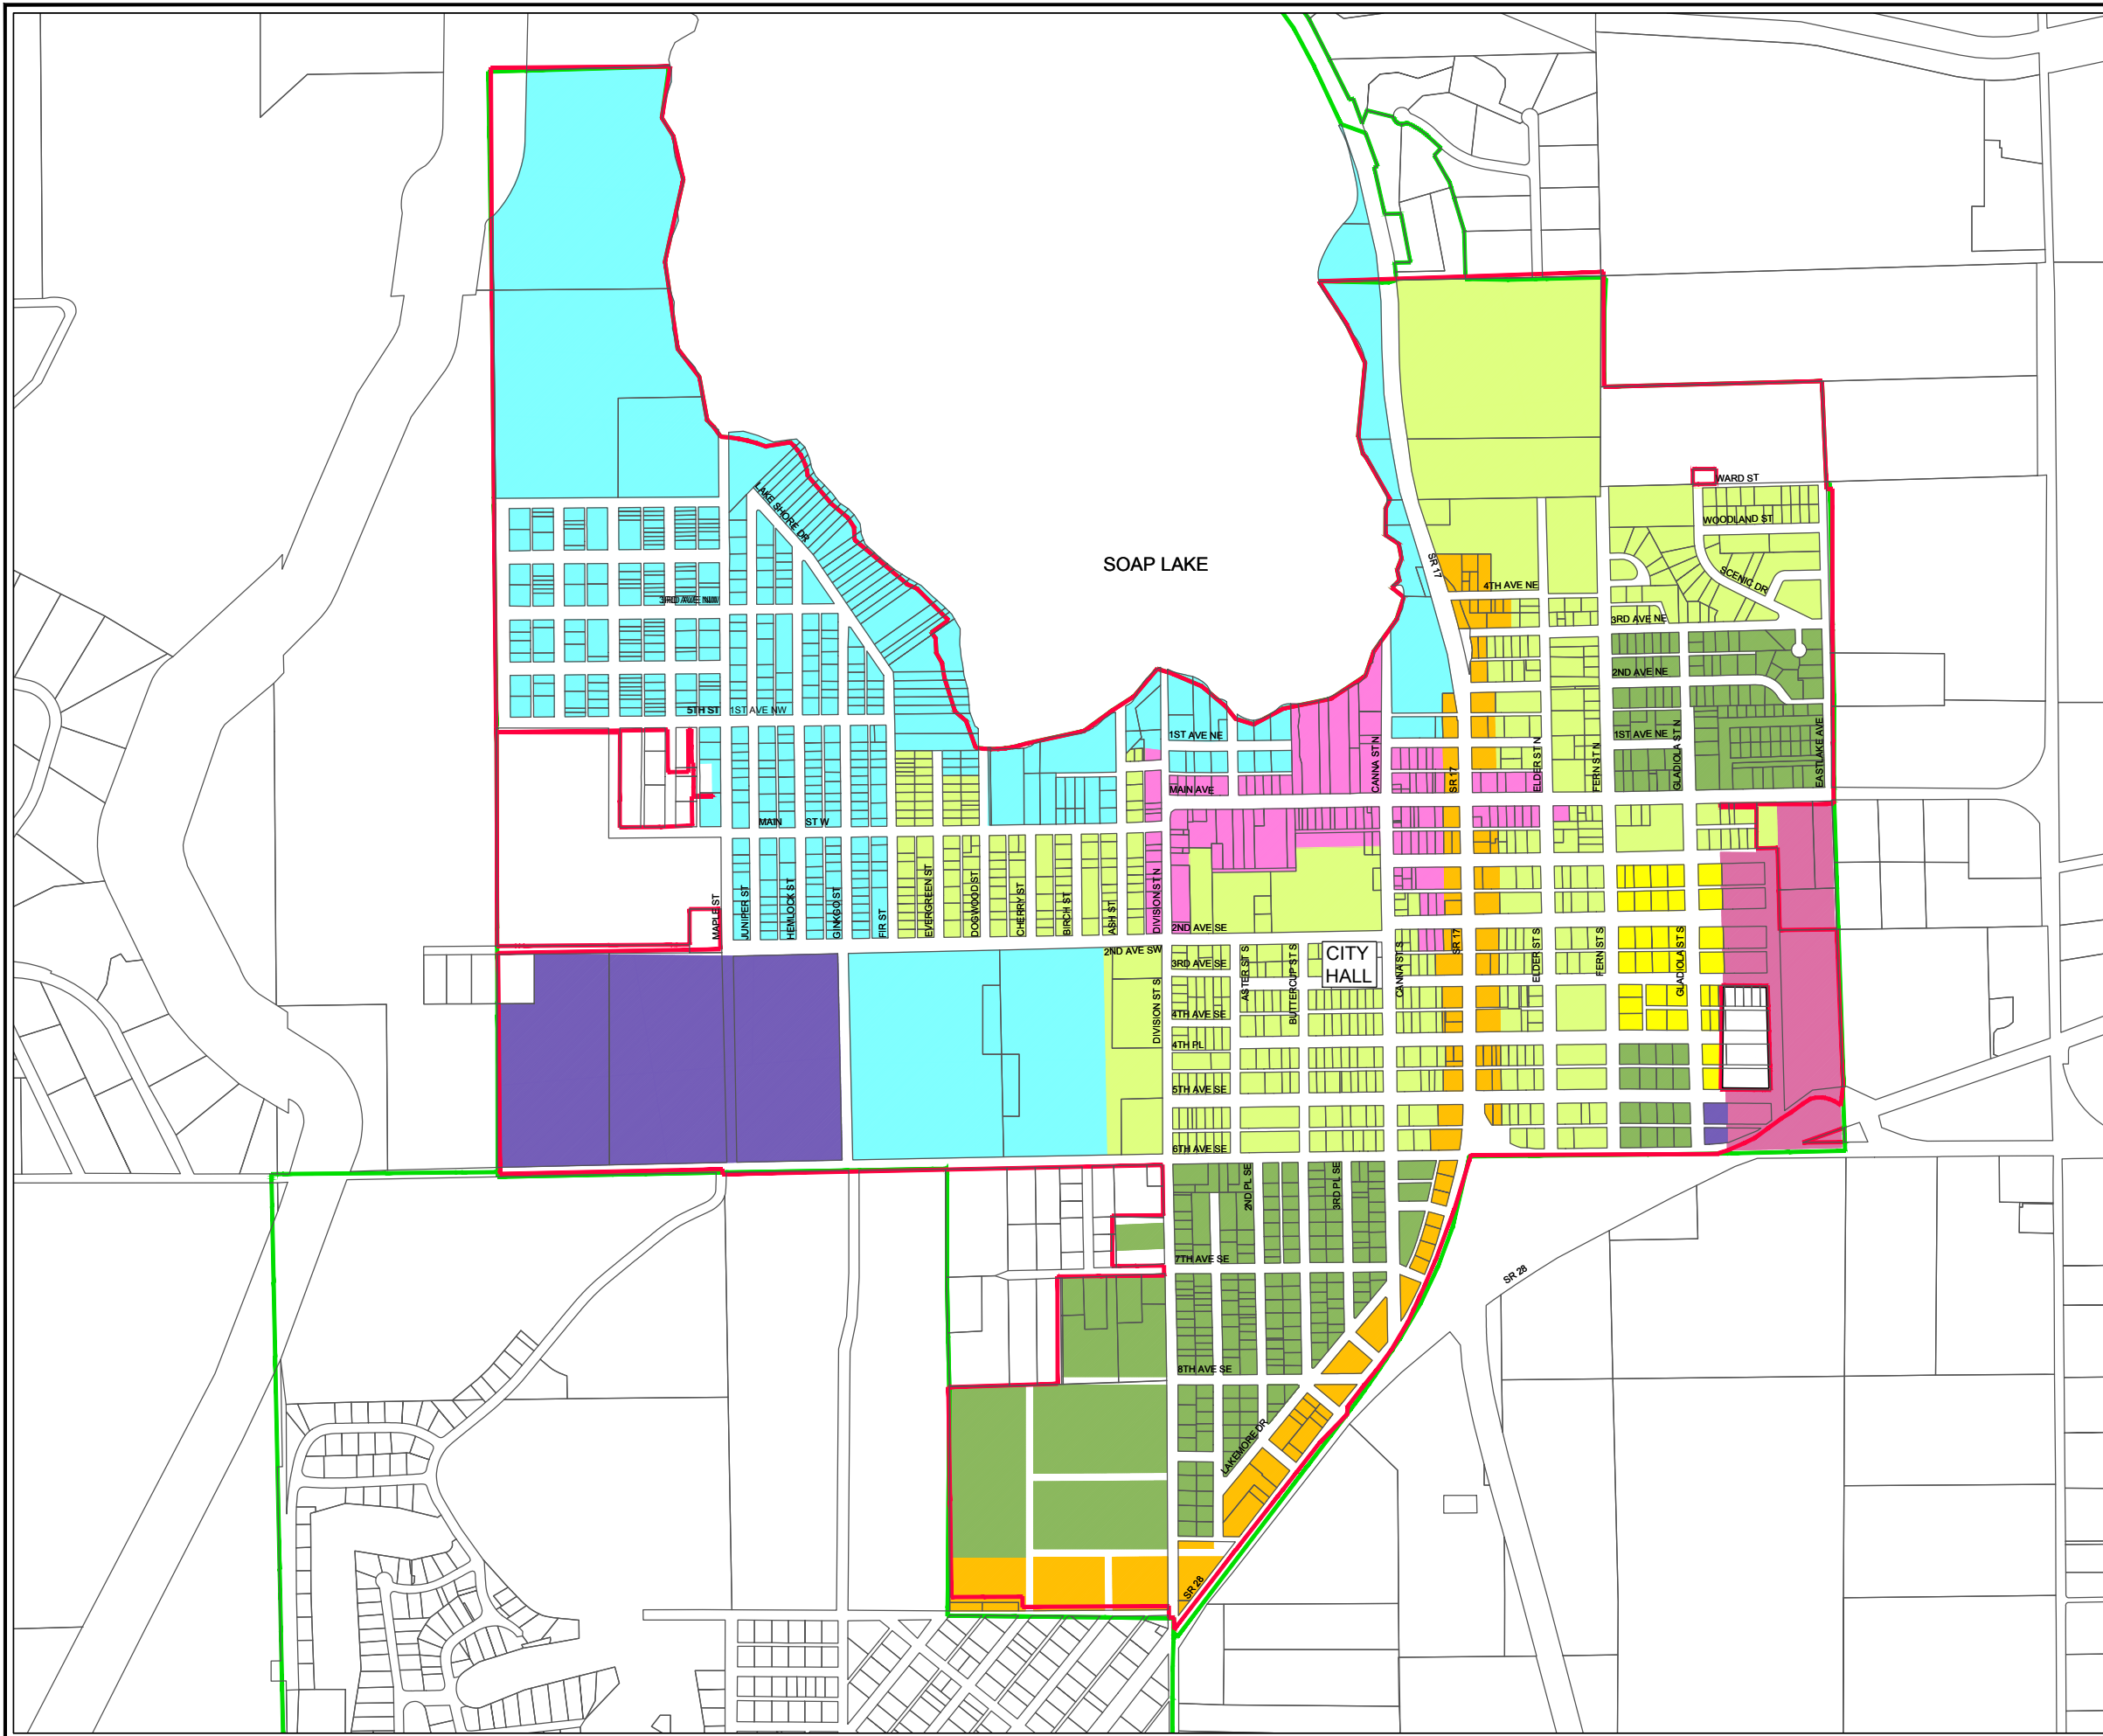 WARD ST
LAKE SHORE DR
WOODLAND ST
SOAP LAKE
SR 17
SCENIC DR
4TH AVE NE
3RD AVE NE
2ND AVE NE
5TH ST
1ST AVE NW
1ST AVE NE
1ST AVE NE
GLADIOLA ST N
EASTLAKE AVE
CANNA ST N
SR 17
ELDER ST N
FERN ST N
MAIN AVE
MAIN
ST W
MAPLE ST
JUNIPER ST
HEMLOCK ST
GINKGO ST
FIR ST
EVERGREEN ST
DOGWOOD ST
CHERRY ST
BIRCH ST
ASH ST
DIVISION ST N
2ND AVE SE
2ND AVE SW
3RD AVE SE
ASTER ST S
BUTTERCUP ST S
CITY
HALL
CANNA ST S
SR 17
ELDER ST S
FERN ST S
GLADIOLA ST S
DIVISION ST S
4TH AVE SE
4TH PL
5TH AVE SE
6TH AVE SE
2ND PL SE
3RD PL SE
7TH AVE SE
SR 28
8TH AVE SE
LAKEMORE DR
SR 28